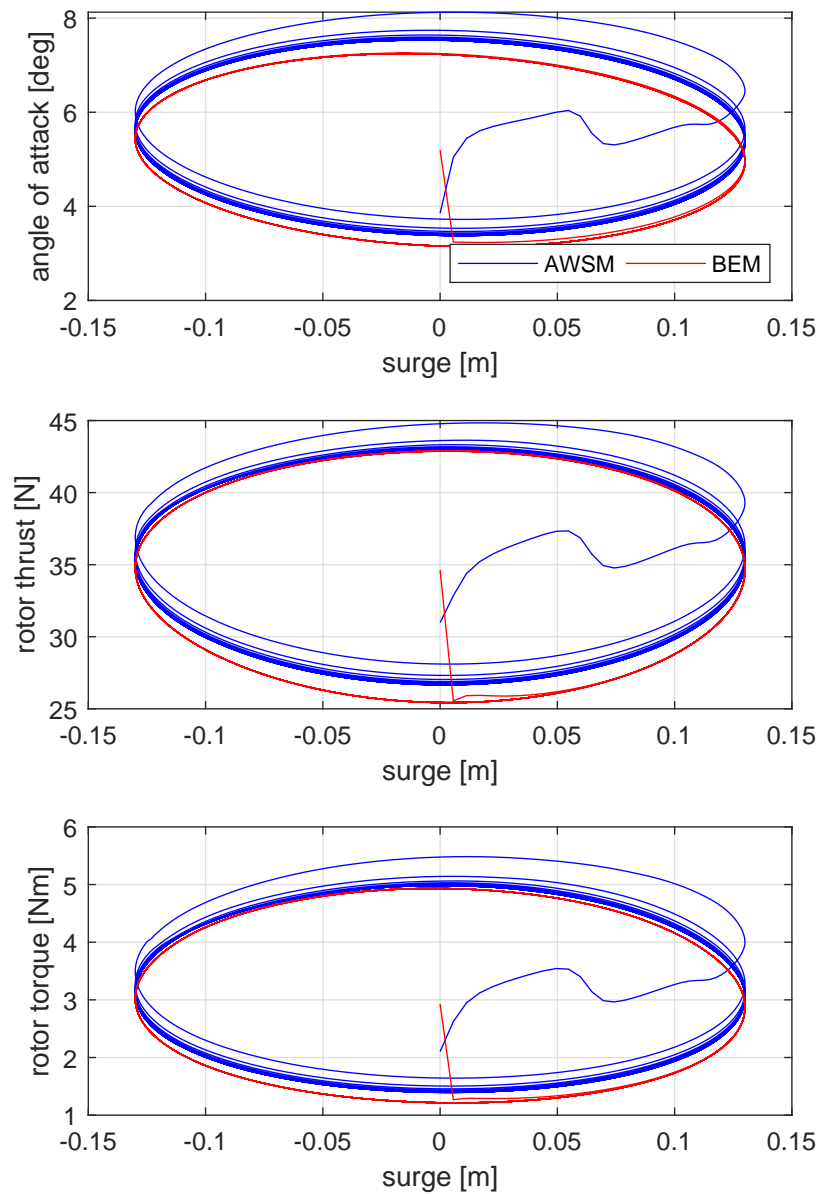 8
6
4
2
angle of attack [deg]
AWSM BEM
-0.15 -0.1 -0.05 0 0.05 0.1 0.15
surge [m]
45
40
35
30
25
rotor thrust [N]
-0.15 -0.1 -0.05 0 0.05 0.1 0.15
surge [m]
6
5
4
3
2
1
rotor torque [Nm]
-0.15 -0.1 -0.05 0 0.05 0.1 0.15
surge [m]